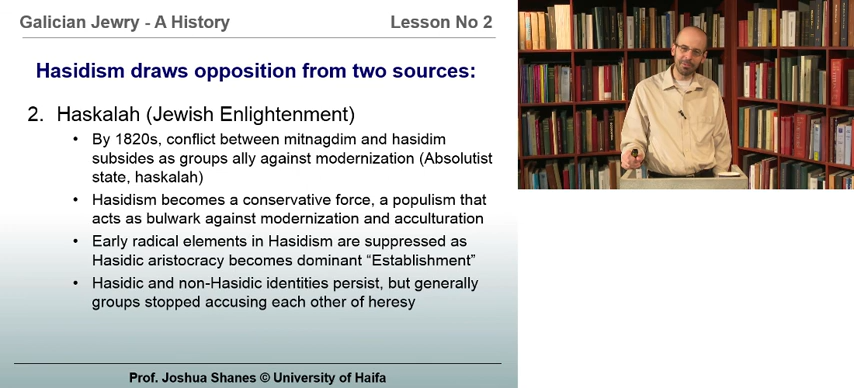 Galician Jewry - A History
Lesson No 2
Hasidism draws opposition from two sources:
2. Haskalah (Jewish Enlightenment)
• By 1820s, conflict between mitnagdim and hasidim
subsides as groups ally against modernization (Absolutist
state, haskalah)
• Hasidism becomes a conservative force, a populism that
acts as bulwark against modernization and acculturation
• Early radical elements in Hasidism are suppressed as
Hasidic aristocracy becomes dominant “Establishment”
• Hasidic and non-Hasidic identities persist, but generally
groups stopped accusing each other of heresy
Prof. Joshua Shanes © University of Haifa